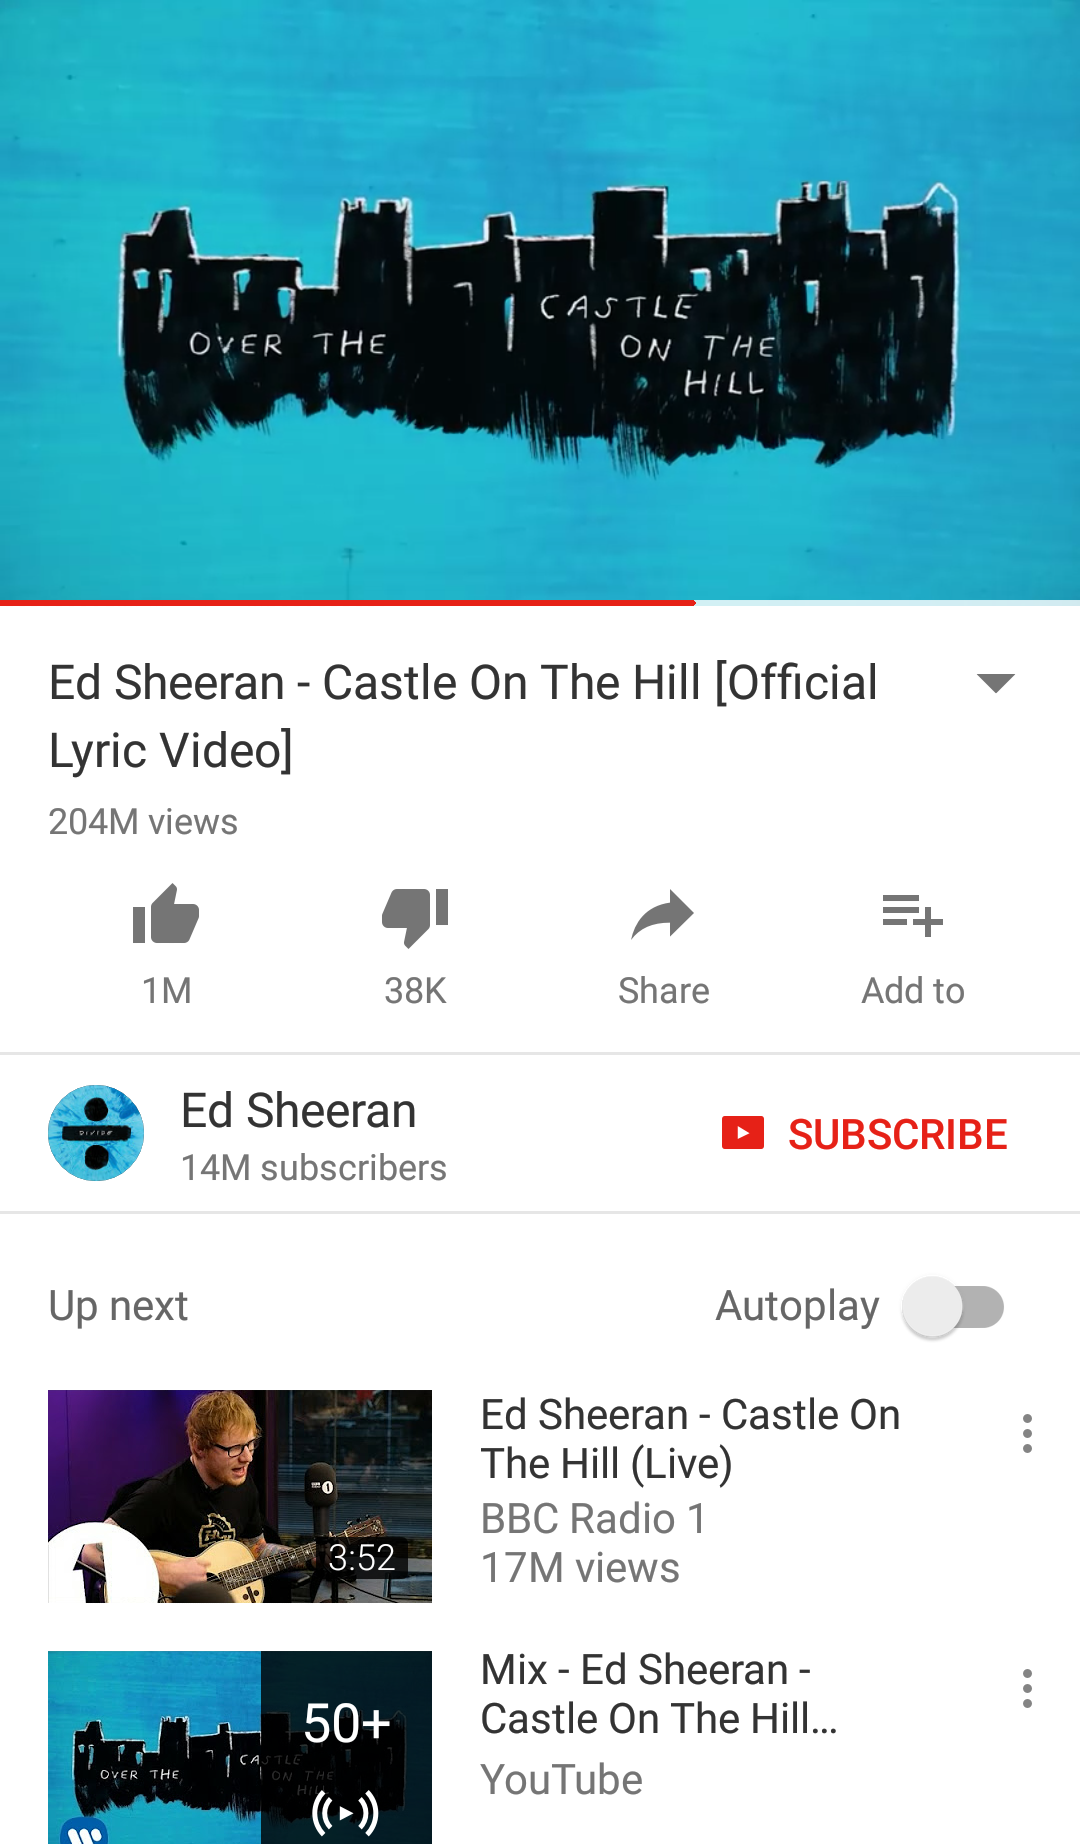 OVER THE
CASTLE
ON THE
HILL
Ed Sheeran - Castle On The Hill [Official
Lyric Video]
204M views
1M
38K
Share
Add to
DIVIDE
Ed Sheeran
14M subscribers
SUBSCRIBE
Up next
Autoplay
1
1
3:52
Ed Sheeran - Castle On
The Hill (Live)
BBC Radio 1
17M views
OVER THE
CASTLE
ON THE
HILL
50+
Mix - Ed Sheeran -
Castle On The Hill...
YouTube